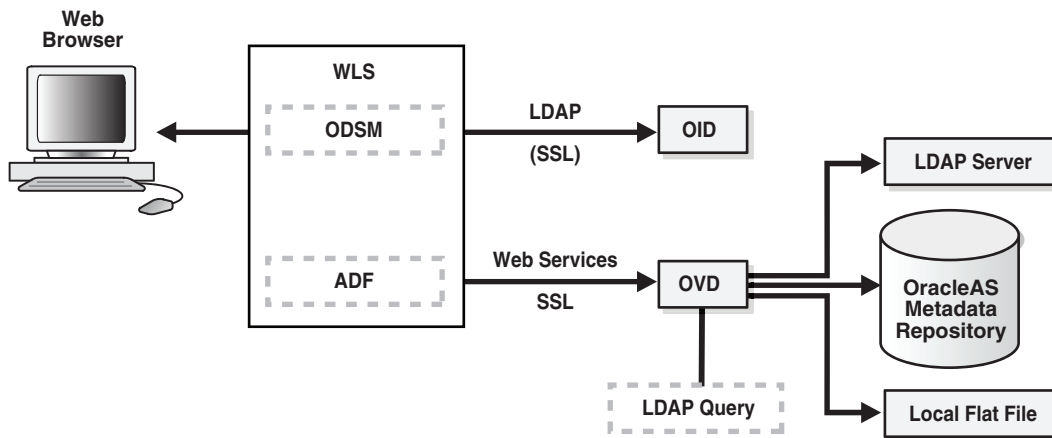 Web
Browser
WLS
ODSM
LDAP
(SSL)
OID
LDAP Server
ADF
Web Services
SSL
OVD
OracleAS
Metadata
Repository
LDAP Query
Local Flat File